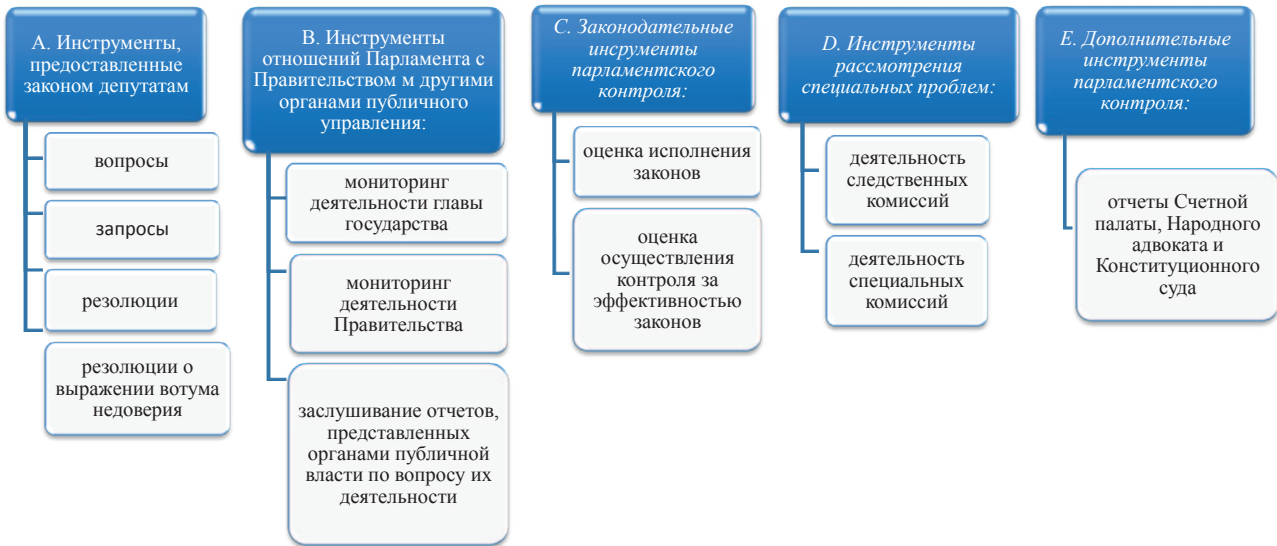 A. Инструменты,
предоставленные
законом депутатам
вопросы
запросы
резолюции
резолюции о
выражении вотума
недоверия
B. Инструменты
отношений Парламента с
Правительством м другими
органами публичного
управления:
мониторинг
деятельности главы
государства
мониторинг
деятельности
Правительства
заслушивание отчетов,
представленных
органами публичной
власти по вопросу их
деятельности
C. Законодательные
инсрументы
парламентского
контроля:
оценка исполнения
законов
оценка
осуществления
контроля за
эффективностью
законов
D. Инструменты
рассмотрения
специальных проблем:
деятельность
следственных
комиссий
деятельность
специальных
комиссий
E. Дополнительные
инструменты
парламентского
контроля:
отчеты Счетной
палаты, Народного
адвоката и
Конституционного
суда